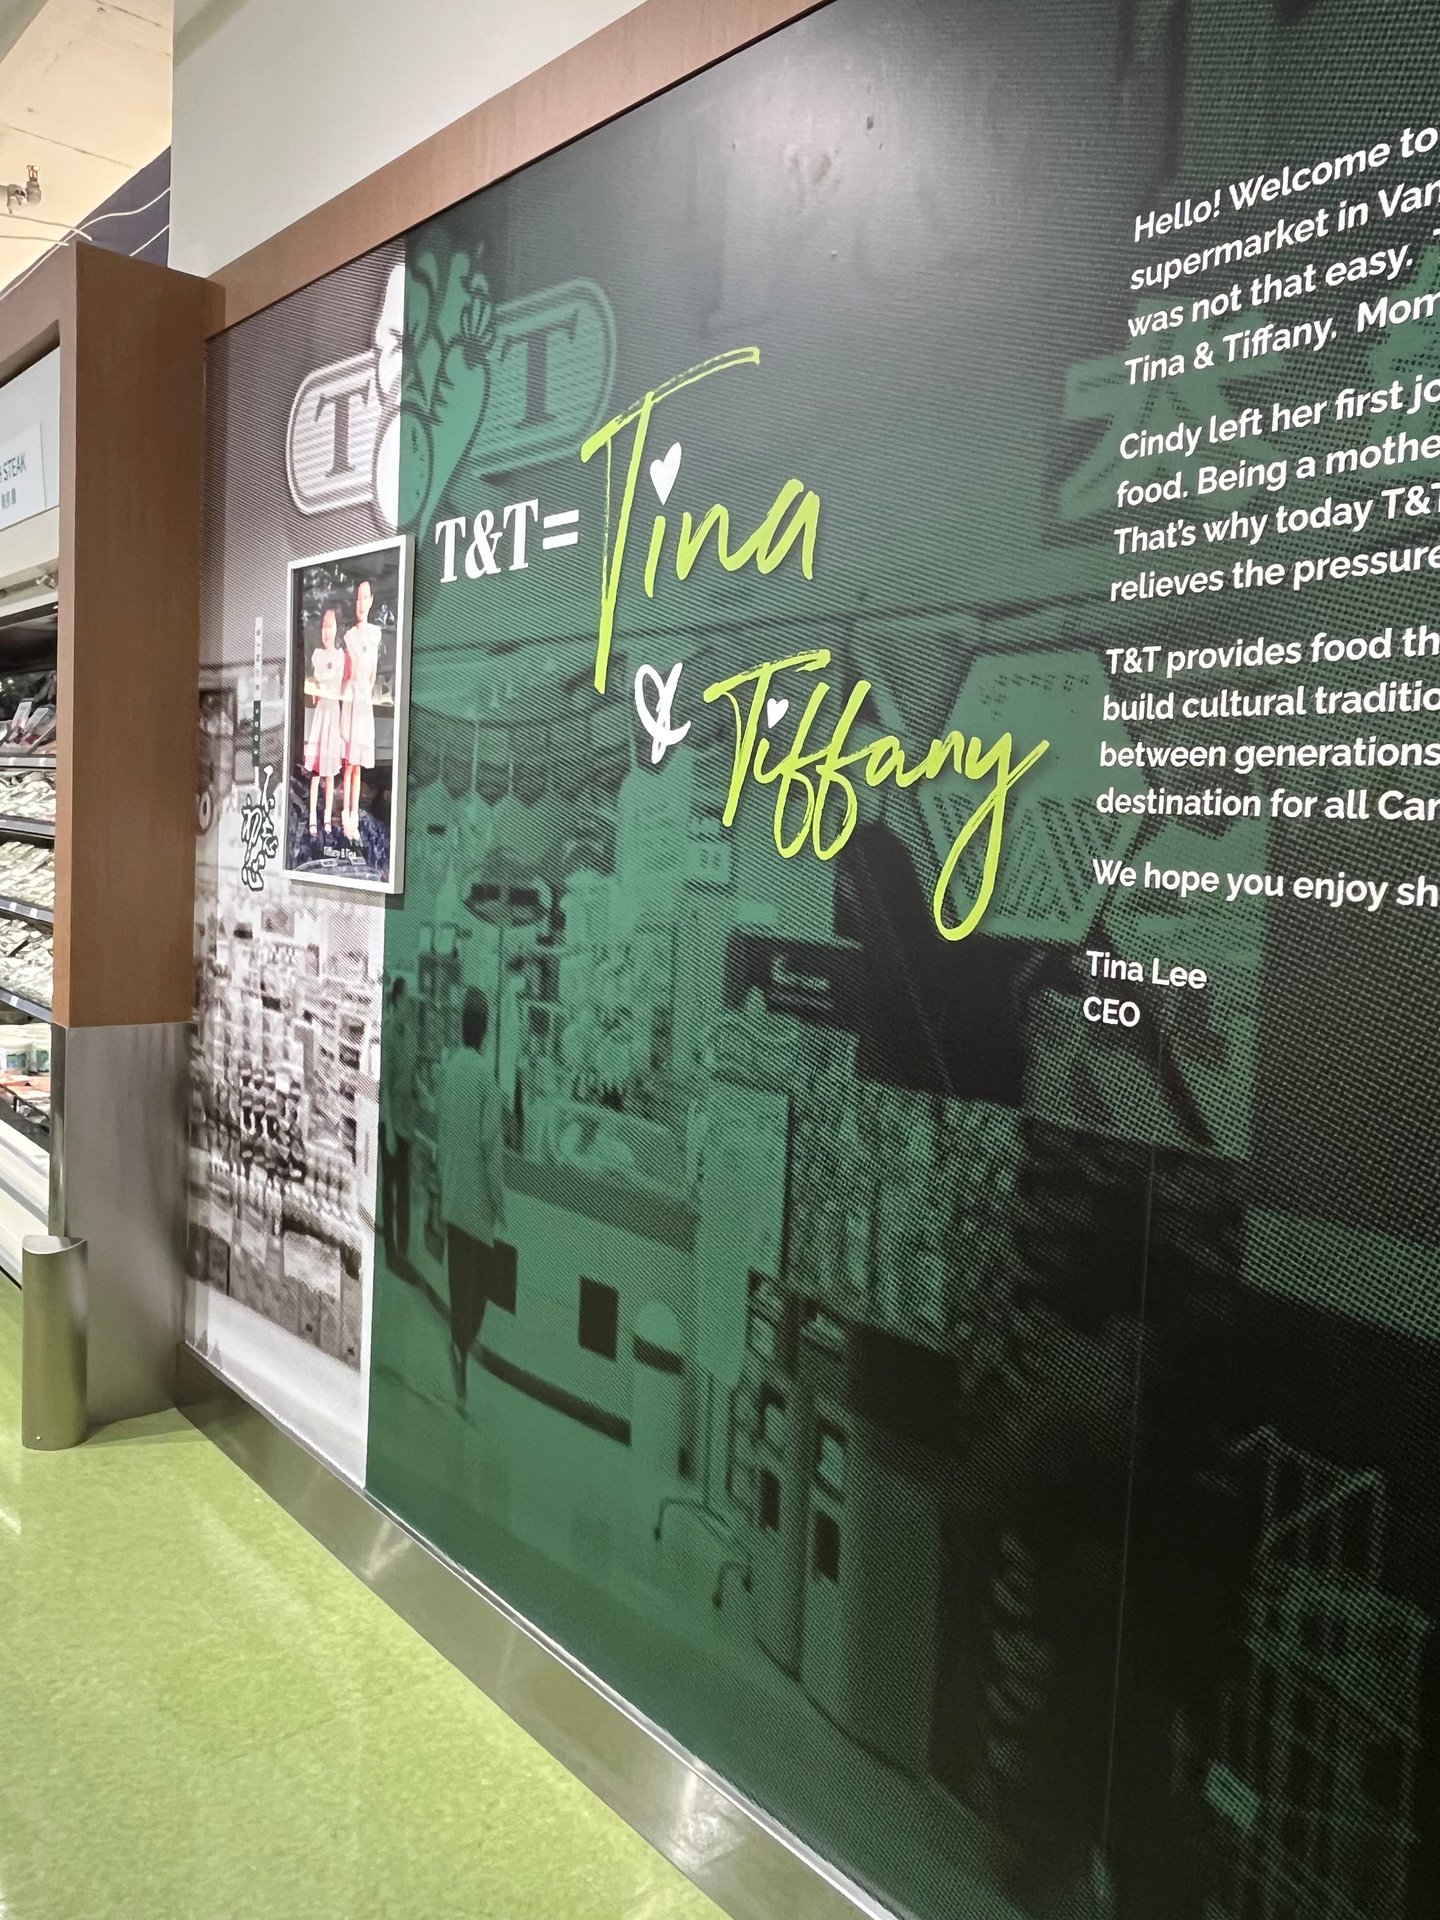 STEAK
T T
T&T=
Tina
& Tiffany
Tiffany & Tina
Hello! Welcome to
supermarket in Van
was not that easy.
Tina & Tiffany. Mom
Cindy left her first jo
food. Being a mothe
That's why today T&T
relieves the pressure
T&T provides food th
build cultural traditio
between generations
destination for all Can
We hope you enjoy sh
Tina Lee
CEO